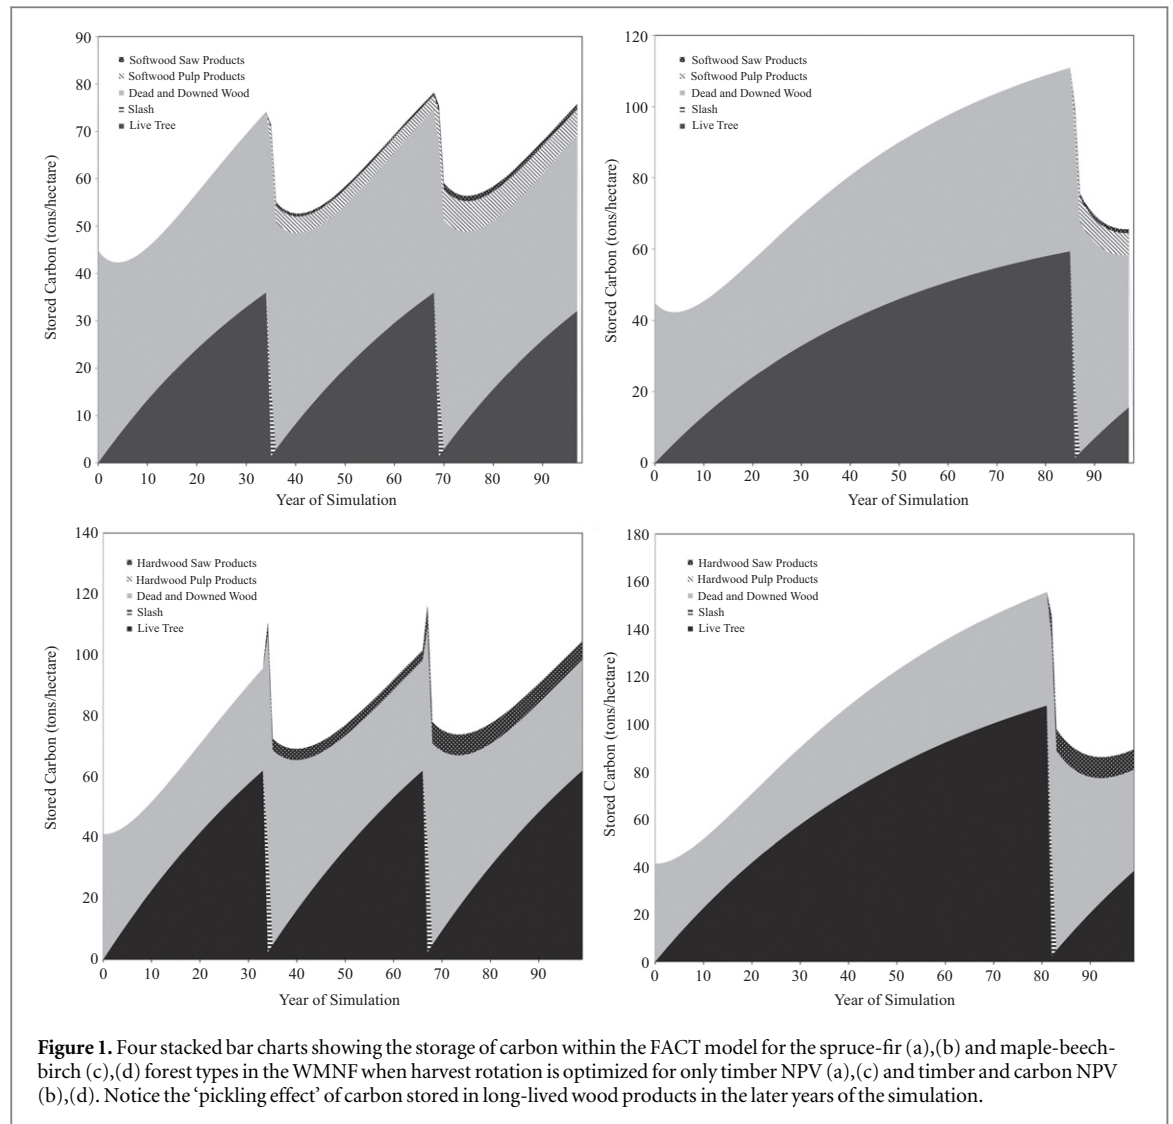 90
80
70
60
50
40
30
20
10
0
Stored Carbon (tons/hectare)
Softwood Saw Products
Softwood Pulp Products
Dead and Downed Wood
Slash
Live Tree
0 10 20 30 40 50 60 70 80 90
Year of Simulation
120
100
80
60
40
20
0
Stored Carbon (tons/hectare)
Softwood Saw Products
Softwood Pulp Products
Dead and Downed Wood
Slash
Live Tree
0 10 20 30 40 50 60 70 80 90
Year of Simulation
140
120
100
80
60
40
20
0
Stored Carbon (tons/hectare)
Hardwood Saw Products
Hardwood Pulp Products
Dead and Downed Wood
Slash
Live Tree
0 10 20 30 40 50 60 70 80 90
Year of Simulation
180
160
140
120
100
80
60
40
20
0
Stored Carbon (tons/hectare)
Hardwood Saw Products
Hardwood Pulp Products
Dead and Downed Wood
Slash
Live Tree
0 10 20 30 40 50 60 70 80 90
Year of Simulation
Figure 1. Four stacked bar charts showing the storage of carbon within the FACT model for the spruce-fir (a),(b) and maple-beech-
birch (c),(d) forest types in the WMNF when harvest rotation is optimized for only timber NPV (a),(c) and timber and carbon NPV
(b),(d). Notice the ‘pickling effect’ of carbon stored in long-lived wood products in the later years of the simulation.